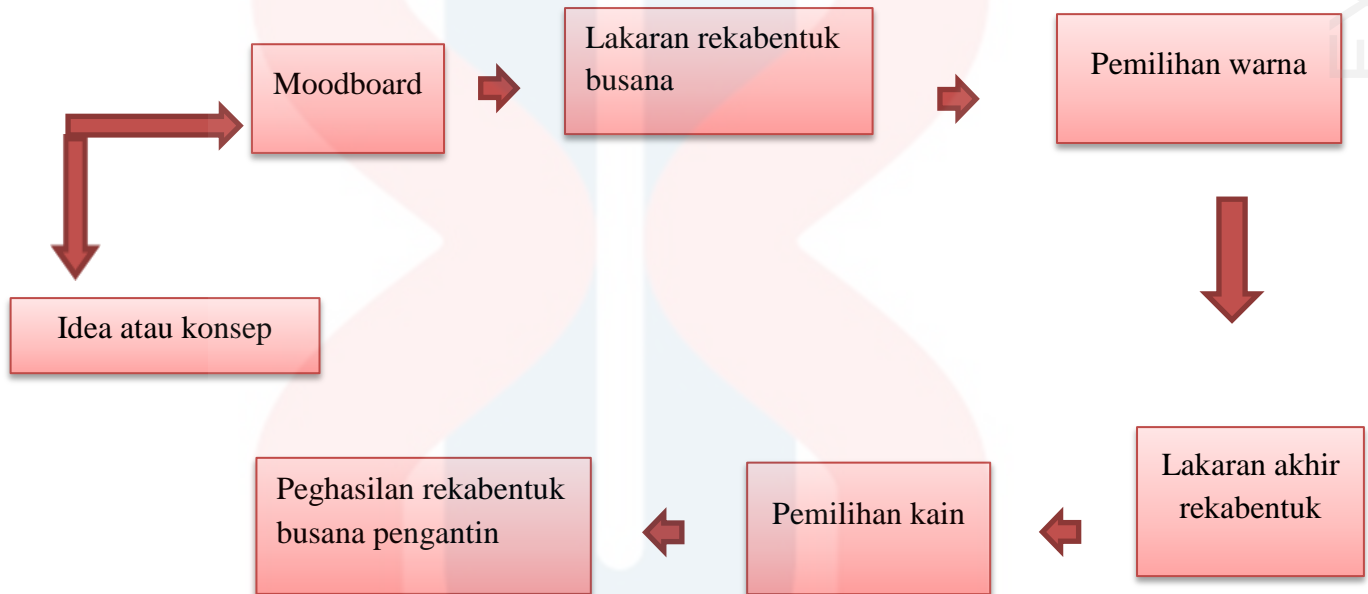 Moodboard
Lakaran rekabentuk
busana
Pemilihan warna
Idea atau konsep
Lakaran akhir
rekabentuk
Pemilihan kain
Peghasilan rekabentuk
busana pengantin